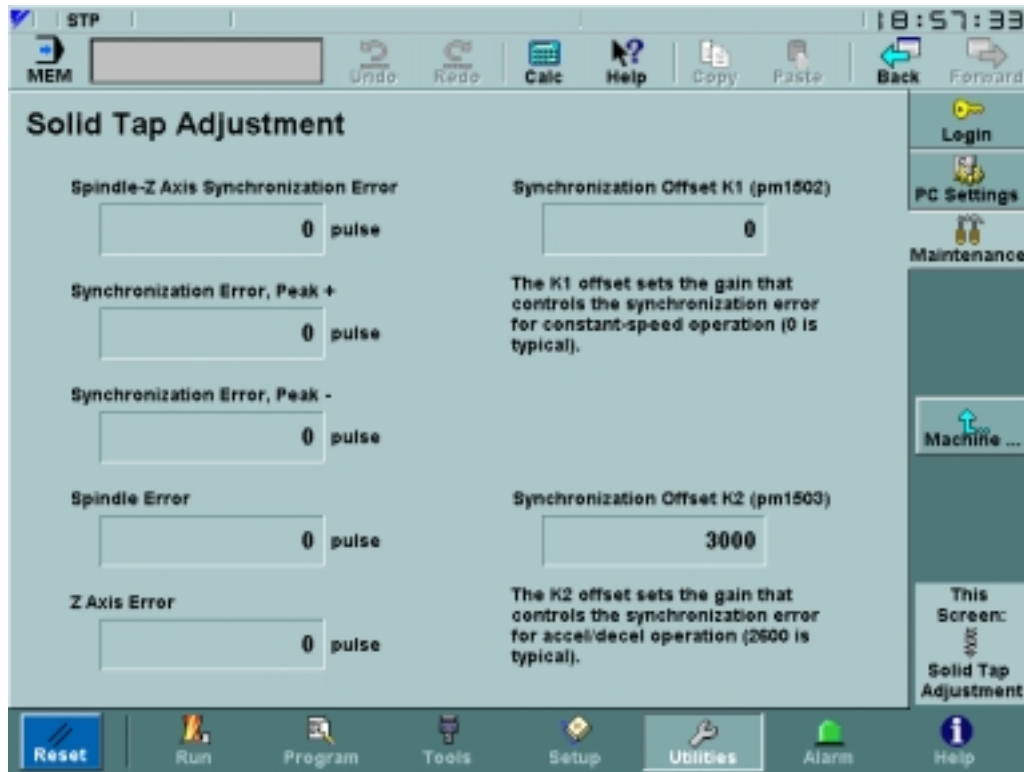 STP
18:57:33
MEM
Undo
Redo
Calc
Help
Copy
Paste
Back
Forward
Solid Tap Adjustment
Login
PC Settings
Maintenance
Machine ...
Spindle-Z Axis Synchronization Error
0 pulse
Synchronization Error, Peak +
0 pulse
Synchronization Error, Peak -
0 pulse
Spindle Error
0 pulse
Z Axis Error
0 pulse
Synchronization Offset K1 (pm1502)
0
The K1 offset sets the gain that
controls the synchronization error
for constant-speed operation (0 is
typical).
Synchronization Offset K2 (pm1503)
3000
The K2 offset sets the gain that
controls the synchronization error
for accel/decel operation (2600 is
typical).
This
Screen:
Solid Tap
Adjustment
Reset
Run
Program
Tools
Setup
Utilities
Alarm
Help